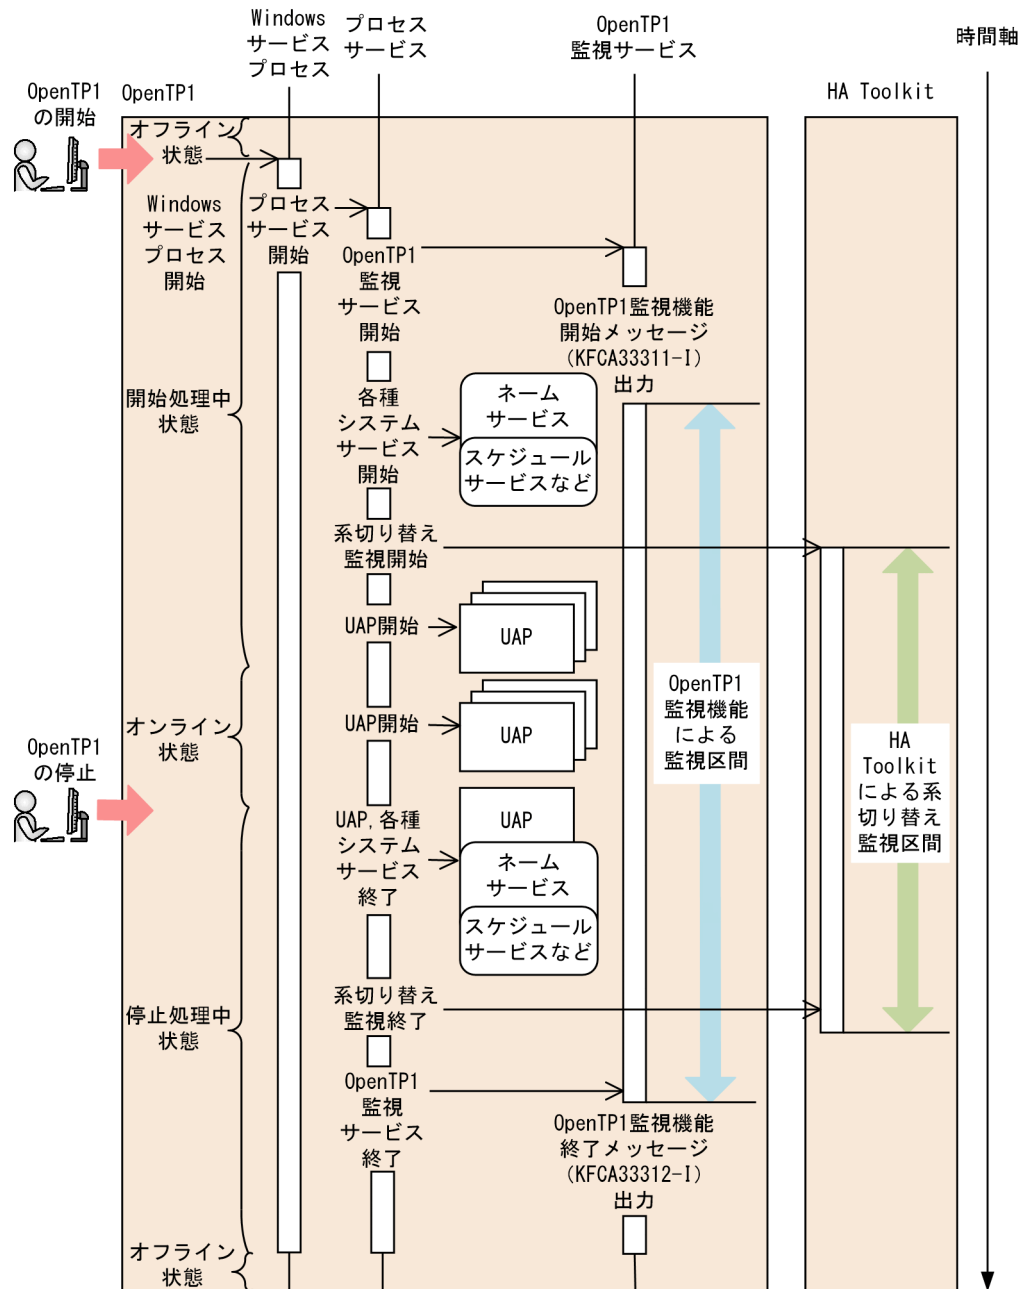 Windows
サービス
プロセス
プロセス
サービス
OpenTP1
監視サービス
時間軸
OpenTP1
の開始
OpenTP1
HA Toolkit
オフライン
状態
Windows
サービス
プロセス
開始
プロセス
サービス
開始
OpenTP1
監視
サービス
開始
OpenTP1監視機能
開始メッセージ
(KFCA33311-I)
出力
開始処理中
状態
各種
システム
サービス
開始
ネーム
サービス
スケジュール
サービスなど
系切り替え
監視開始
UAP開始
UAP
オンライン
状態
UAP開始
UAP
OpenTP1
監視機能
による
監視区間
HA
Toolkit
による系
切り替え
監視区間
OpenTP1
の停止
UAP,各種
システム
サービス
終了
UAP
ネーム
サービス
スケジュール
サービスなど
停止処理中
状態
系切り替え
監視終了
OpenTP1
監視
サービス
終了
OpenTP1監視機能
終了メッセージ
(KFCA33312-I)
出力
オフライン
状態